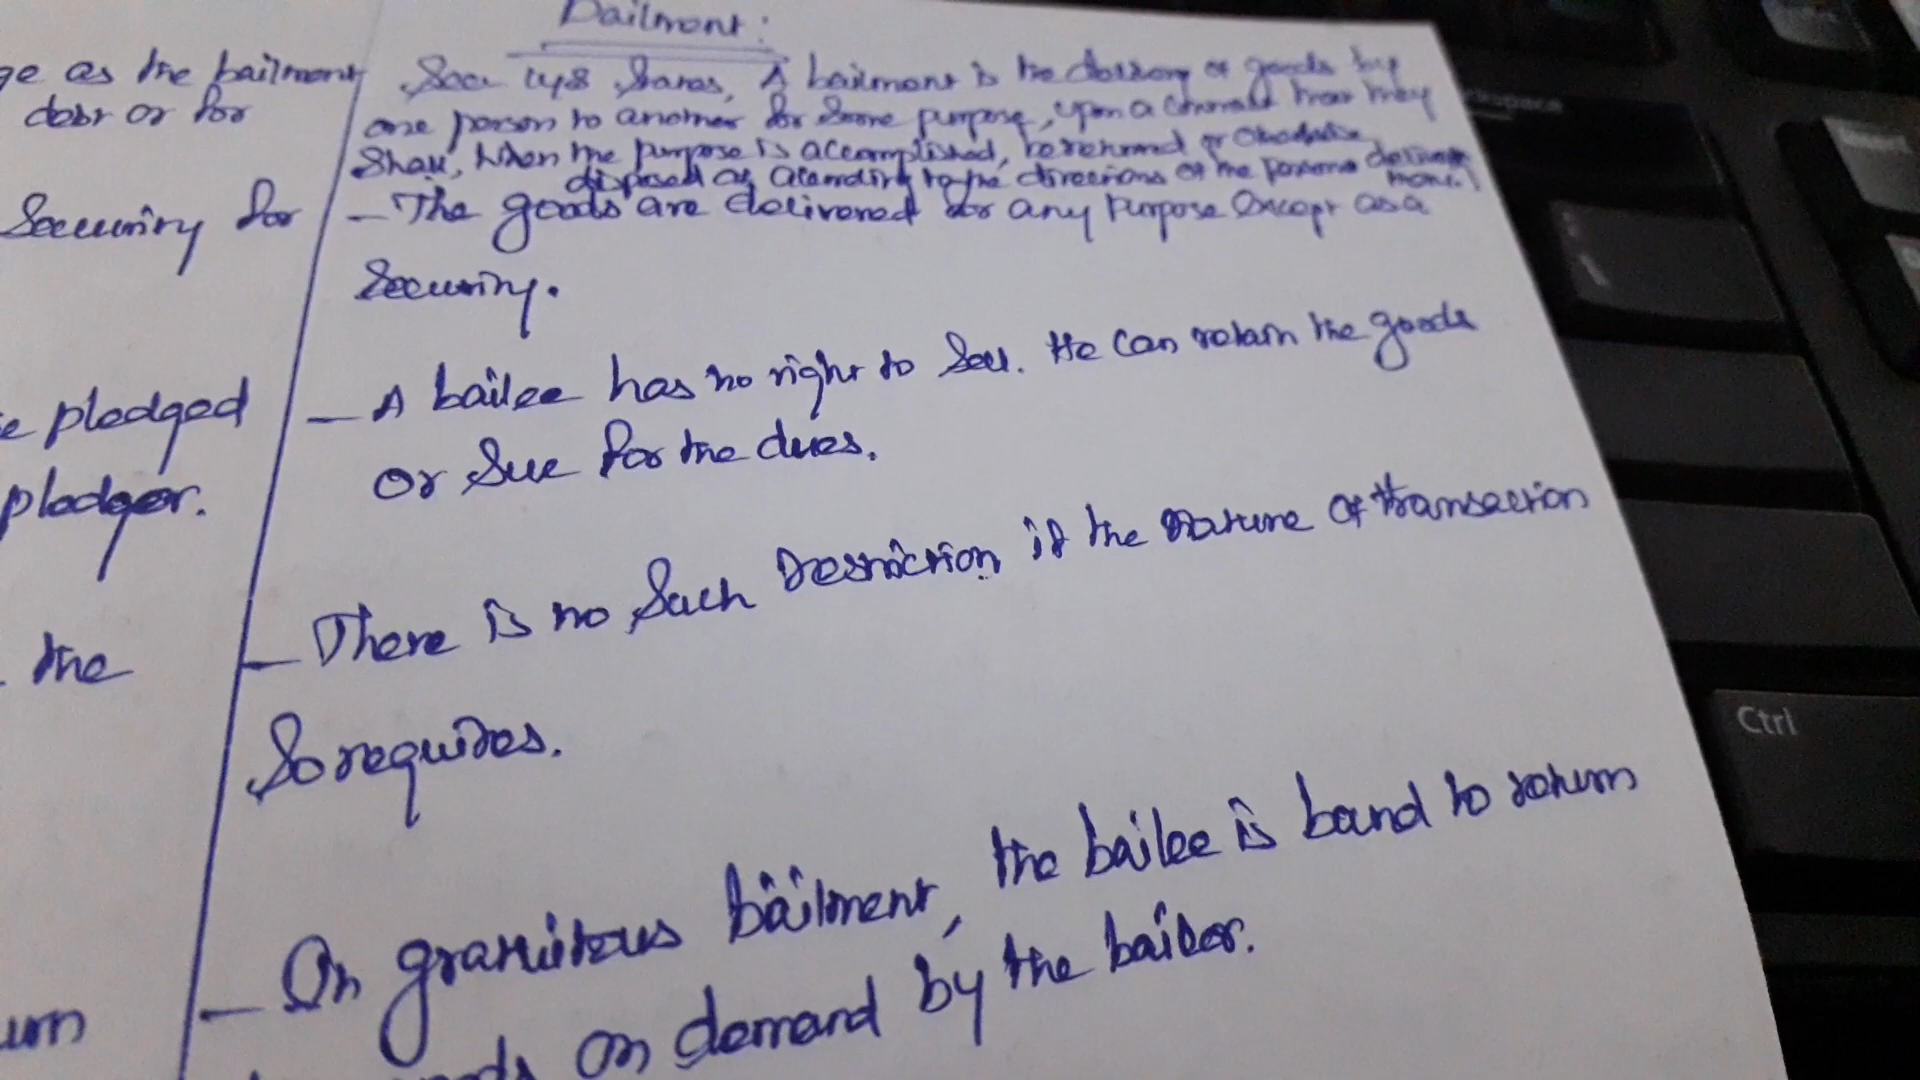 Bailment:
ge as the bailment
debt or for
Security for
e pledged
pledger.
the
urn
Sec 148 States, A bailment is the delivery of goods by
one person to another for some purpose, upon a contract that they
Shall, when the purpose is accomplished, be returned or otherwise
disposed of according to the directions of the persons delivering
them.
- The goods are delivered for any Purpose Except as a
Security.
- A bailee has no right to Sell. He can retain the goods
or Sue for the dues.
- There is no Such restriction if the nature of transaction
So requires.
- In gratuitous bailment, the bailee is bound to return
on demand by the bailor.
Backspace
Ctrl